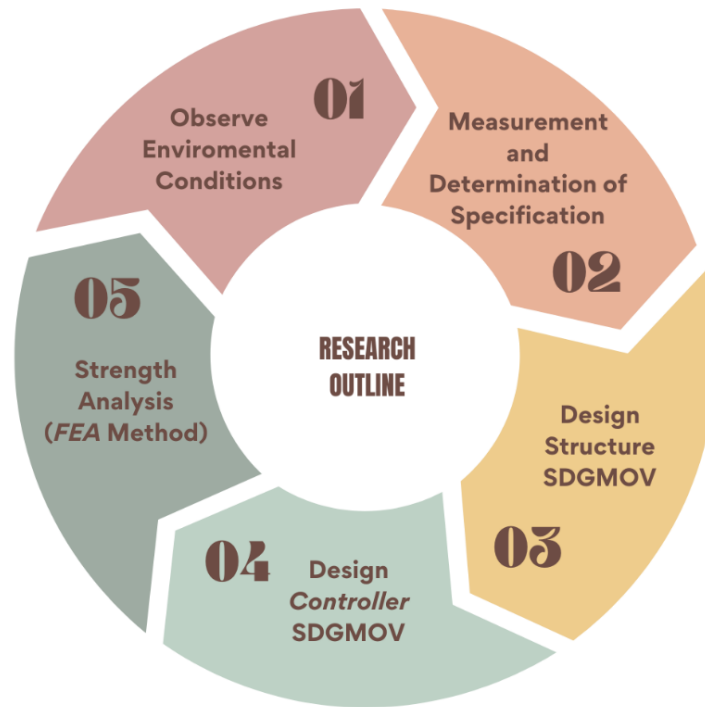 01
Observe
Enviromental
Conditions
Measurement
and
Determination of
Specification
02
Design
Structure
SDGMOV
03
04
Design
Controller
SDGMOV
05
Strength
Analysis
(FEA Method)
RESEARCH
OUTLINE